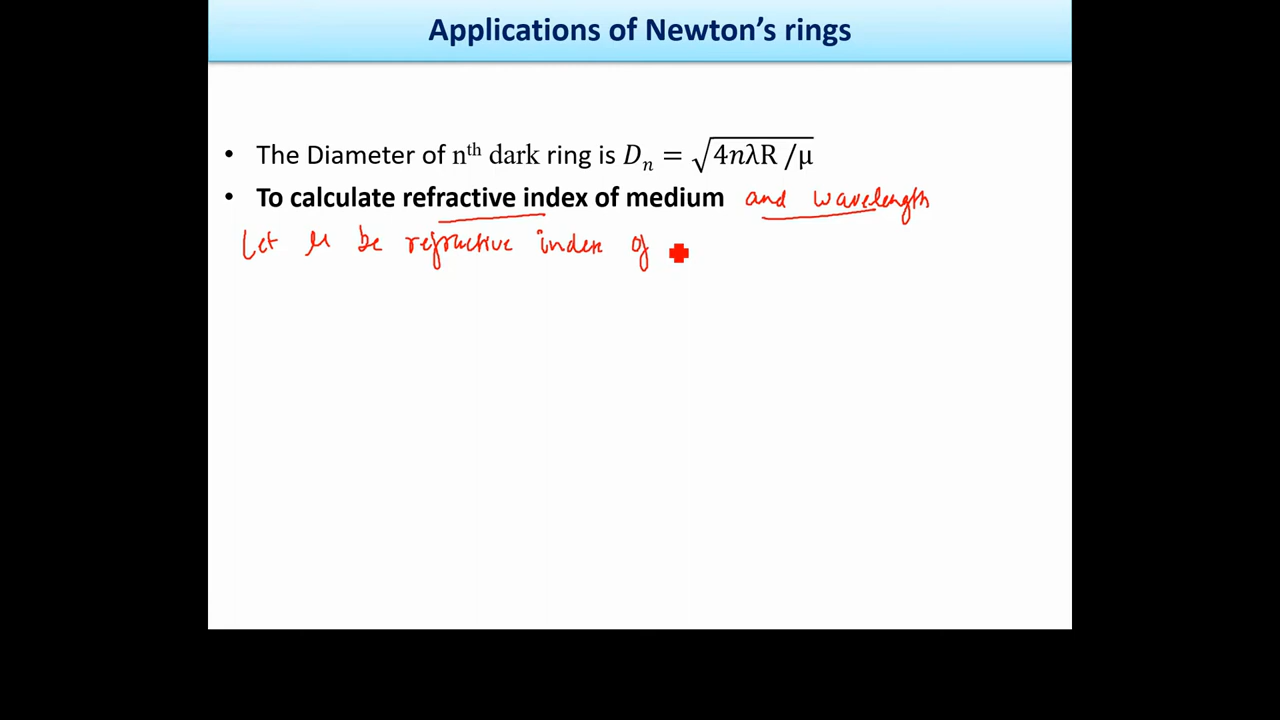 Applications of Newton’s rings
• The Diameter of nth dark ring is Dn = √4nλR /μ
• To calculate refractive index of medium and wavelength
Let μ be refractive index of